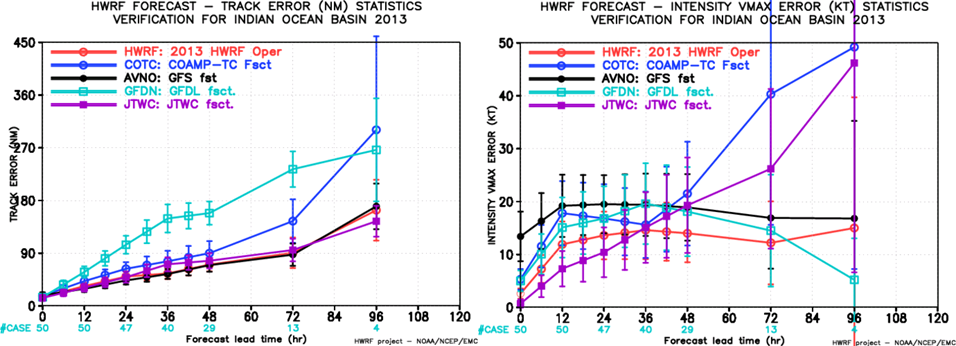 HWRF FORECAST – TRACK ERROR (NM) STATISTICS
VERIFICATION FOR INDIAN OCEAN BASIN 2013
450
360
270
180
90
0
TRACK ERROR (NM)
HWRF: 2013 HWRF Oper
COTC: COAMP–TC Fsct
AVNO: GFS fst
GFDN: GFDL fsct.
JTWC: JTWC fsct.
0 12 24 36 48 60 72 84 96 108 120
#CASE 50 50 47 40 29 13 4
Forecast lead time (hr)
HWRF project – NOAA/NCEP/EMC
HWRF FORECAST – INTENSITY VMAX ERROR (KT) STATISTICS
VERIFICATION FOR INDIAN OCEAN BASIN 2013
50
40
30
20
10
0
INTENSITY VMAX ERROR (KT)
HWRF: 2013 HWRF Oper
COTC: COAMP–TC Fsct
AVNO: GFS fst
GFDN: GFDL fsct.
JTWC: JTWC fsct.
0 12 24 36 48 60 72 84 96 108 120
#CASE 50 50 47 40 29 13 4
Forecast lead time (hr)
HWRF project – NOAA/NCEP/EMC